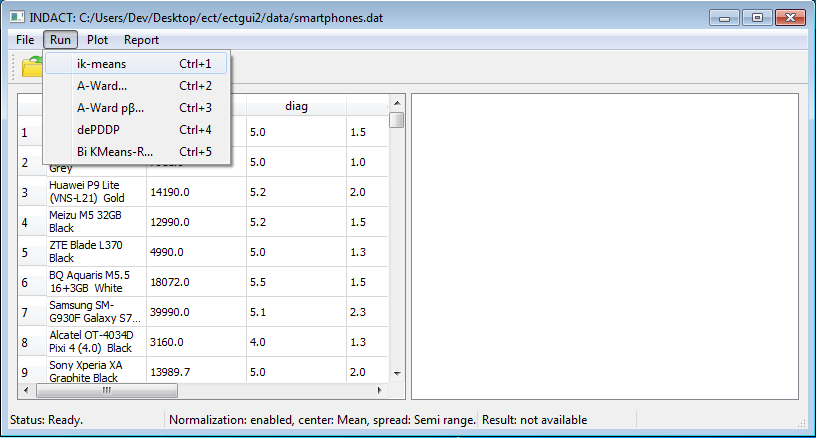 INDACT: C:/Users/Dev/Desktop/ect/ectgui2/data/smartphones.dat
File Run Plot Report
ik-means Ctrl+1
A-Ward... Ctrl+2
A-Ward pβ... Ctrl+3
dePDDP Ctrl+4
Bi KMeans-R... Ctrl+5
diag
1 5.0 1.5
2 Grey 5.0 1.0
3 Huawei P9 Lite 14190.0 5.2 2.0
(VNS-L21) Gold
4 Meizu M5 32GB 12990.0 5.2 1.5
Black
5 ZTE Blade L370 4990.0 5.0 1.3
Black
6 BQ Aquaris M5.5 18072.0 5.5 1.5
16+3GB White
7 Samsung SM- 39990.0 5.1 2.3
G930F Galaxy S7...
8 Alcatel OT-4034D 3160.0 4.0 1.3
Pixi 4 (4.0) Black
9 Sony Xperia XA 13989.7 5.0 2.0
Graphite Black
Status: Ready. Normalization: enabled, center: Mean, spread: Semi range. Result: not available